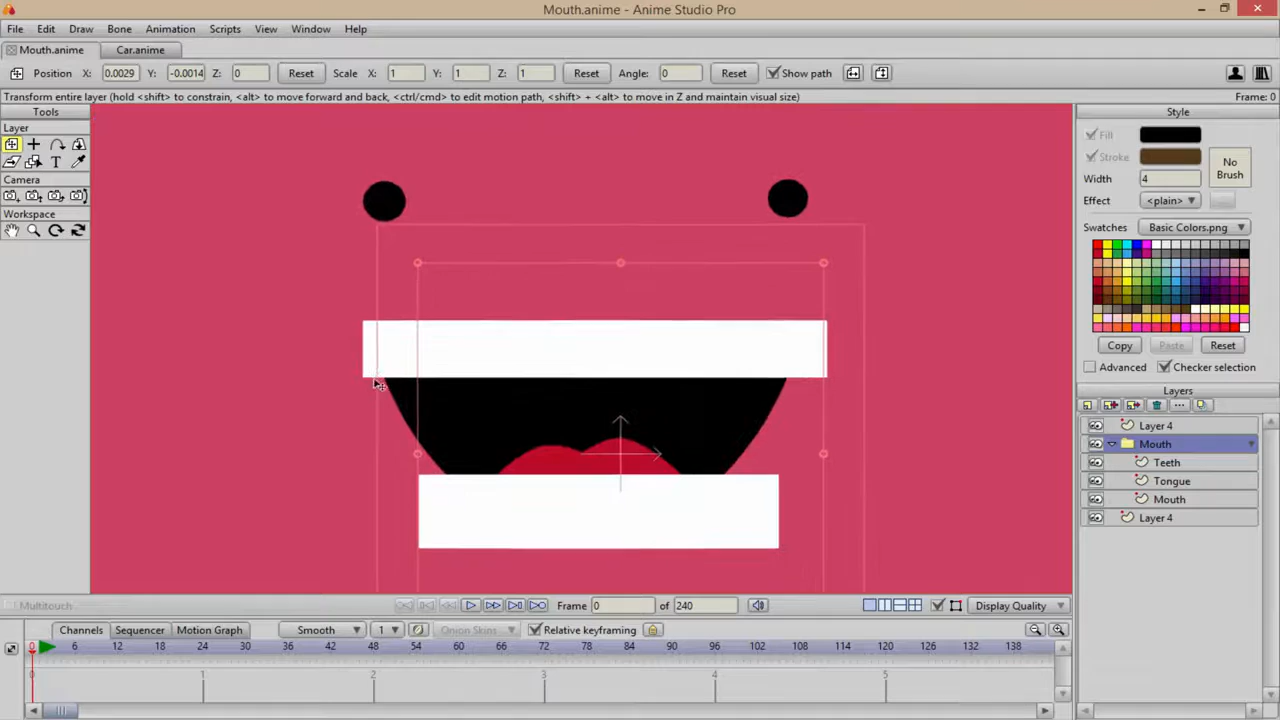 Mouth.anime - Anime Studio Pro
File Edit Draw Bone Animation Scripts View Window Help
Mouth.anime Car.anime
Position X: 0.0029 Y: -0.0014 Z: 0 Reset Scale X: 1 Y: 1 Z: 1 Reset Angle: 0 Reset Show path
Transform entire layer (hold <shift> to constrain, <alt> to move forward and back, <ctrl/cmd> to edit motion path, <shift> + <alt> to move in Z and maintain visual size) Frame: 0
Tools
Layer
T
Camera
Workspace
Style
Fill
Stroke
No Brush
Width 4
Effect <plain> ...
Swatches Basic Colors.png
Copy Paste Reset
Advanced Checker selection
Layers
Layer 4
Mouth
Teeth
Tongue
Mouth
Layer 4
Multitouch Frame 0 of 240 Display Quality
Channels Sequencer Motion Graph Smooth 1 Onion Skins Relative keyframing
0 6 12 18 24 30 36 42 48 54 60 66 72 78 84 90 96 102 108 114 120 126 132 138
0 1 2 3 4 5